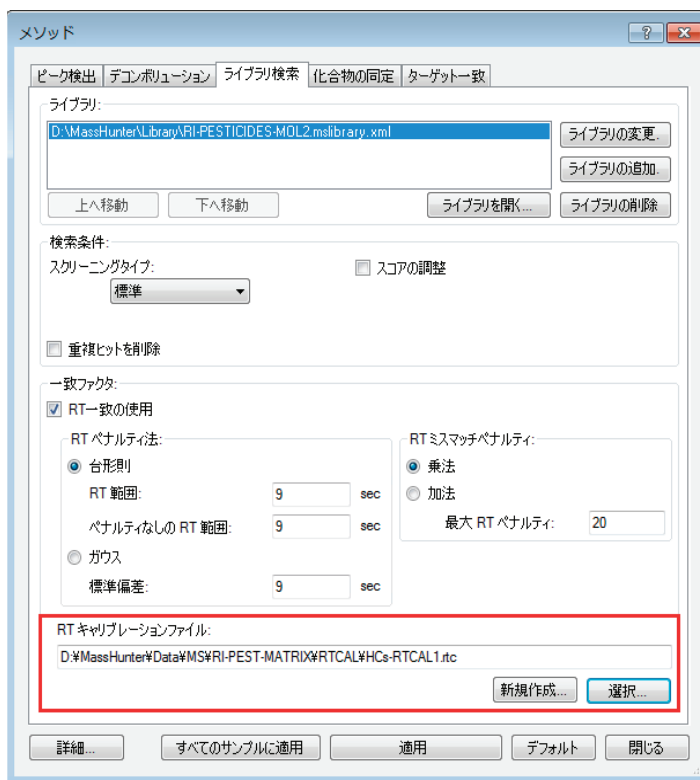 メソッド
ピーク検出 デコンボリューション ライブラリ検索 化合物の同定 ターゲット一致
ライブラリ:
D:\MassHunter\Library\RI-PESTICIDES-MOL2.mslibrary.xml
ライブラリの変更.
ライブラリの追加.
上へ移動 下へ移動 ライブラリを開く... ライブラリの削除
検索条件:
スクリーニングタイプ: スコアの調整
標準
重複ヒットを削除
一致ファクタ:
RT一致の使用
RT ペナルティ法: RT ミスマッチペナルティ:
台形則 乗法
RT 範囲: 9 sec 加法
ペナルティなしの RT 範囲: 9 sec 最大 RT ペナルティ: 20
ガウス
標準偏差: 9 sec
RT キャリブレーションファイル:
D:¥MassHunter¥Data¥MS¥RI-PEST-MATRIX¥RTCAL¥HCs-RTCAL1.rtc
新規作成... 選択...
詳細... すべてのサンプルに適用 適用 デフォルト 閉じる